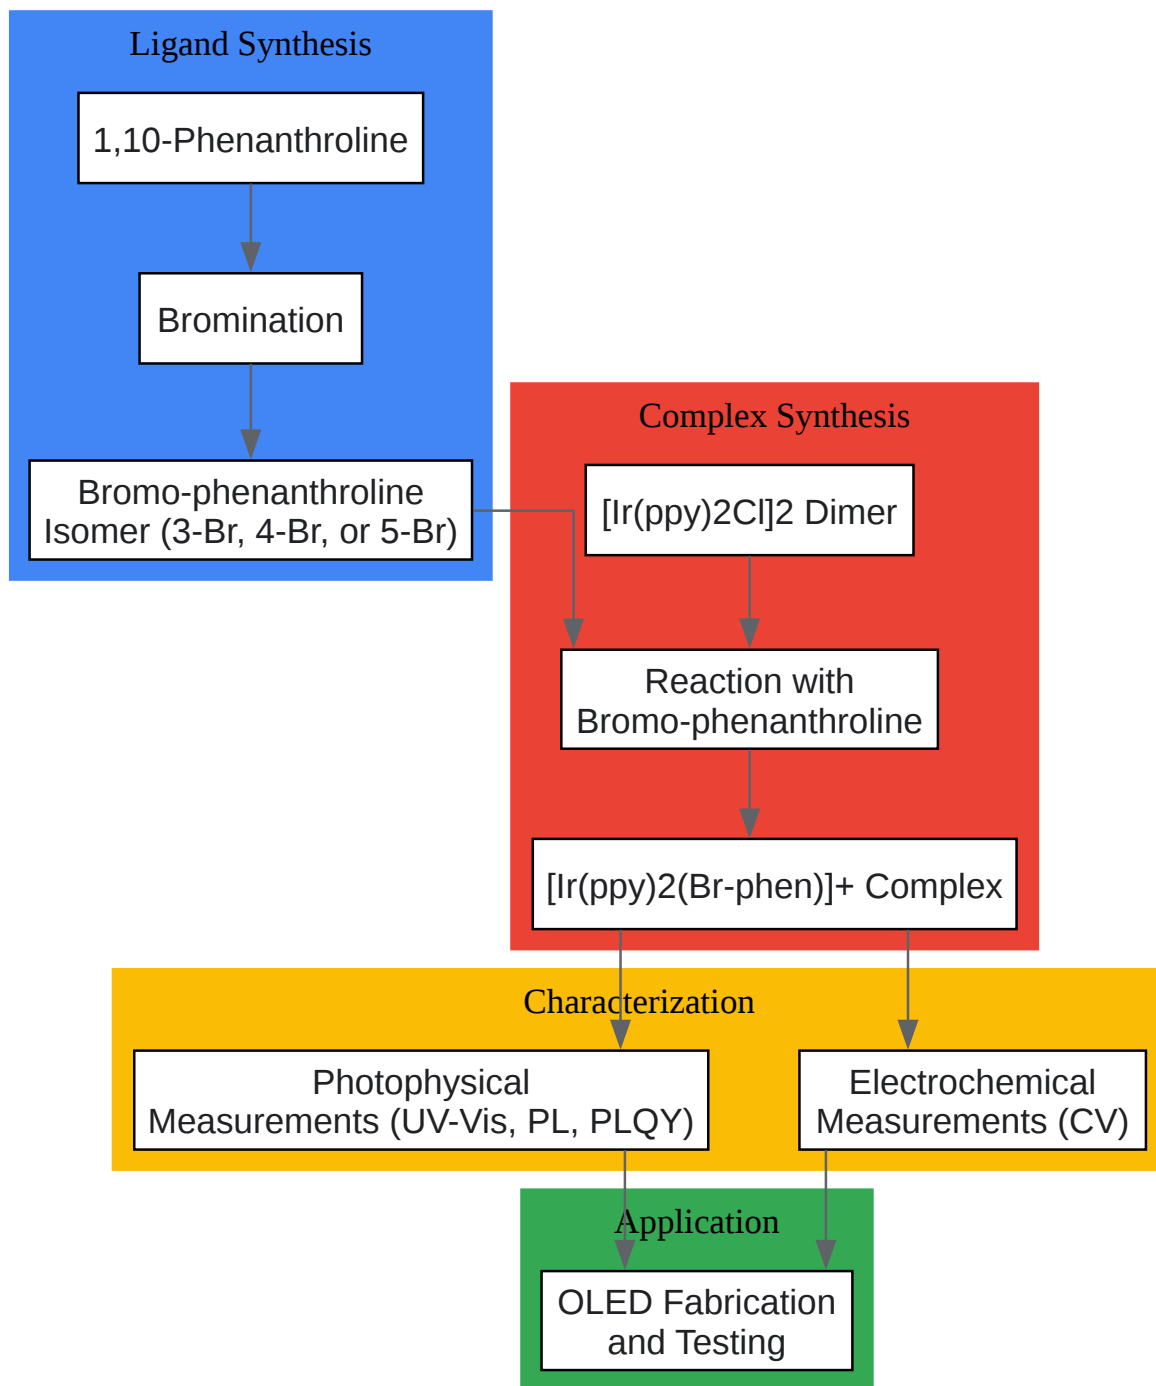 Ligand Synthesis
1,10-Phenanthroline
Bromination
Bromo-phenanthroline
Isomer (3-Br, 4-Br, or 5-Br)
Complex Synthesis
[Ir(ppy)2Cl]2 Dimer
Reaction with
Bromo-phenanthroline
[Ir(ppy)2(Br-phen)]+ Complex
Characterization
Photophysical
Measurements (UV-Vis, PL, PLQY)
Electrochemical
Measurements (CV)
Application
OLED Fabrication
and Testing